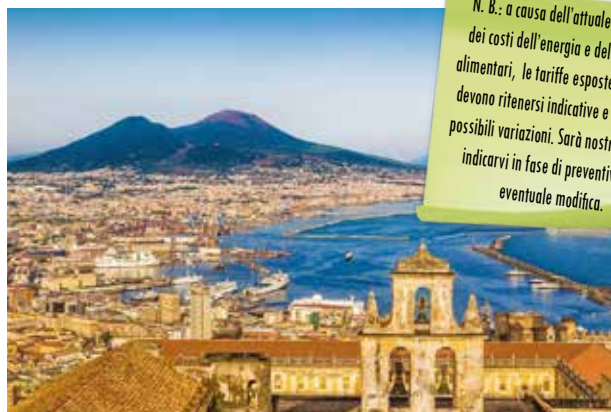 N. B.: a causa dell'attuale
dei costi dell'energia e del
alimentari, le tariffe esposte
devono ritenersi indicative e
possibili variazioni. Sarà nostr
indicarvi in fase di preventiv
eventuale modifica.